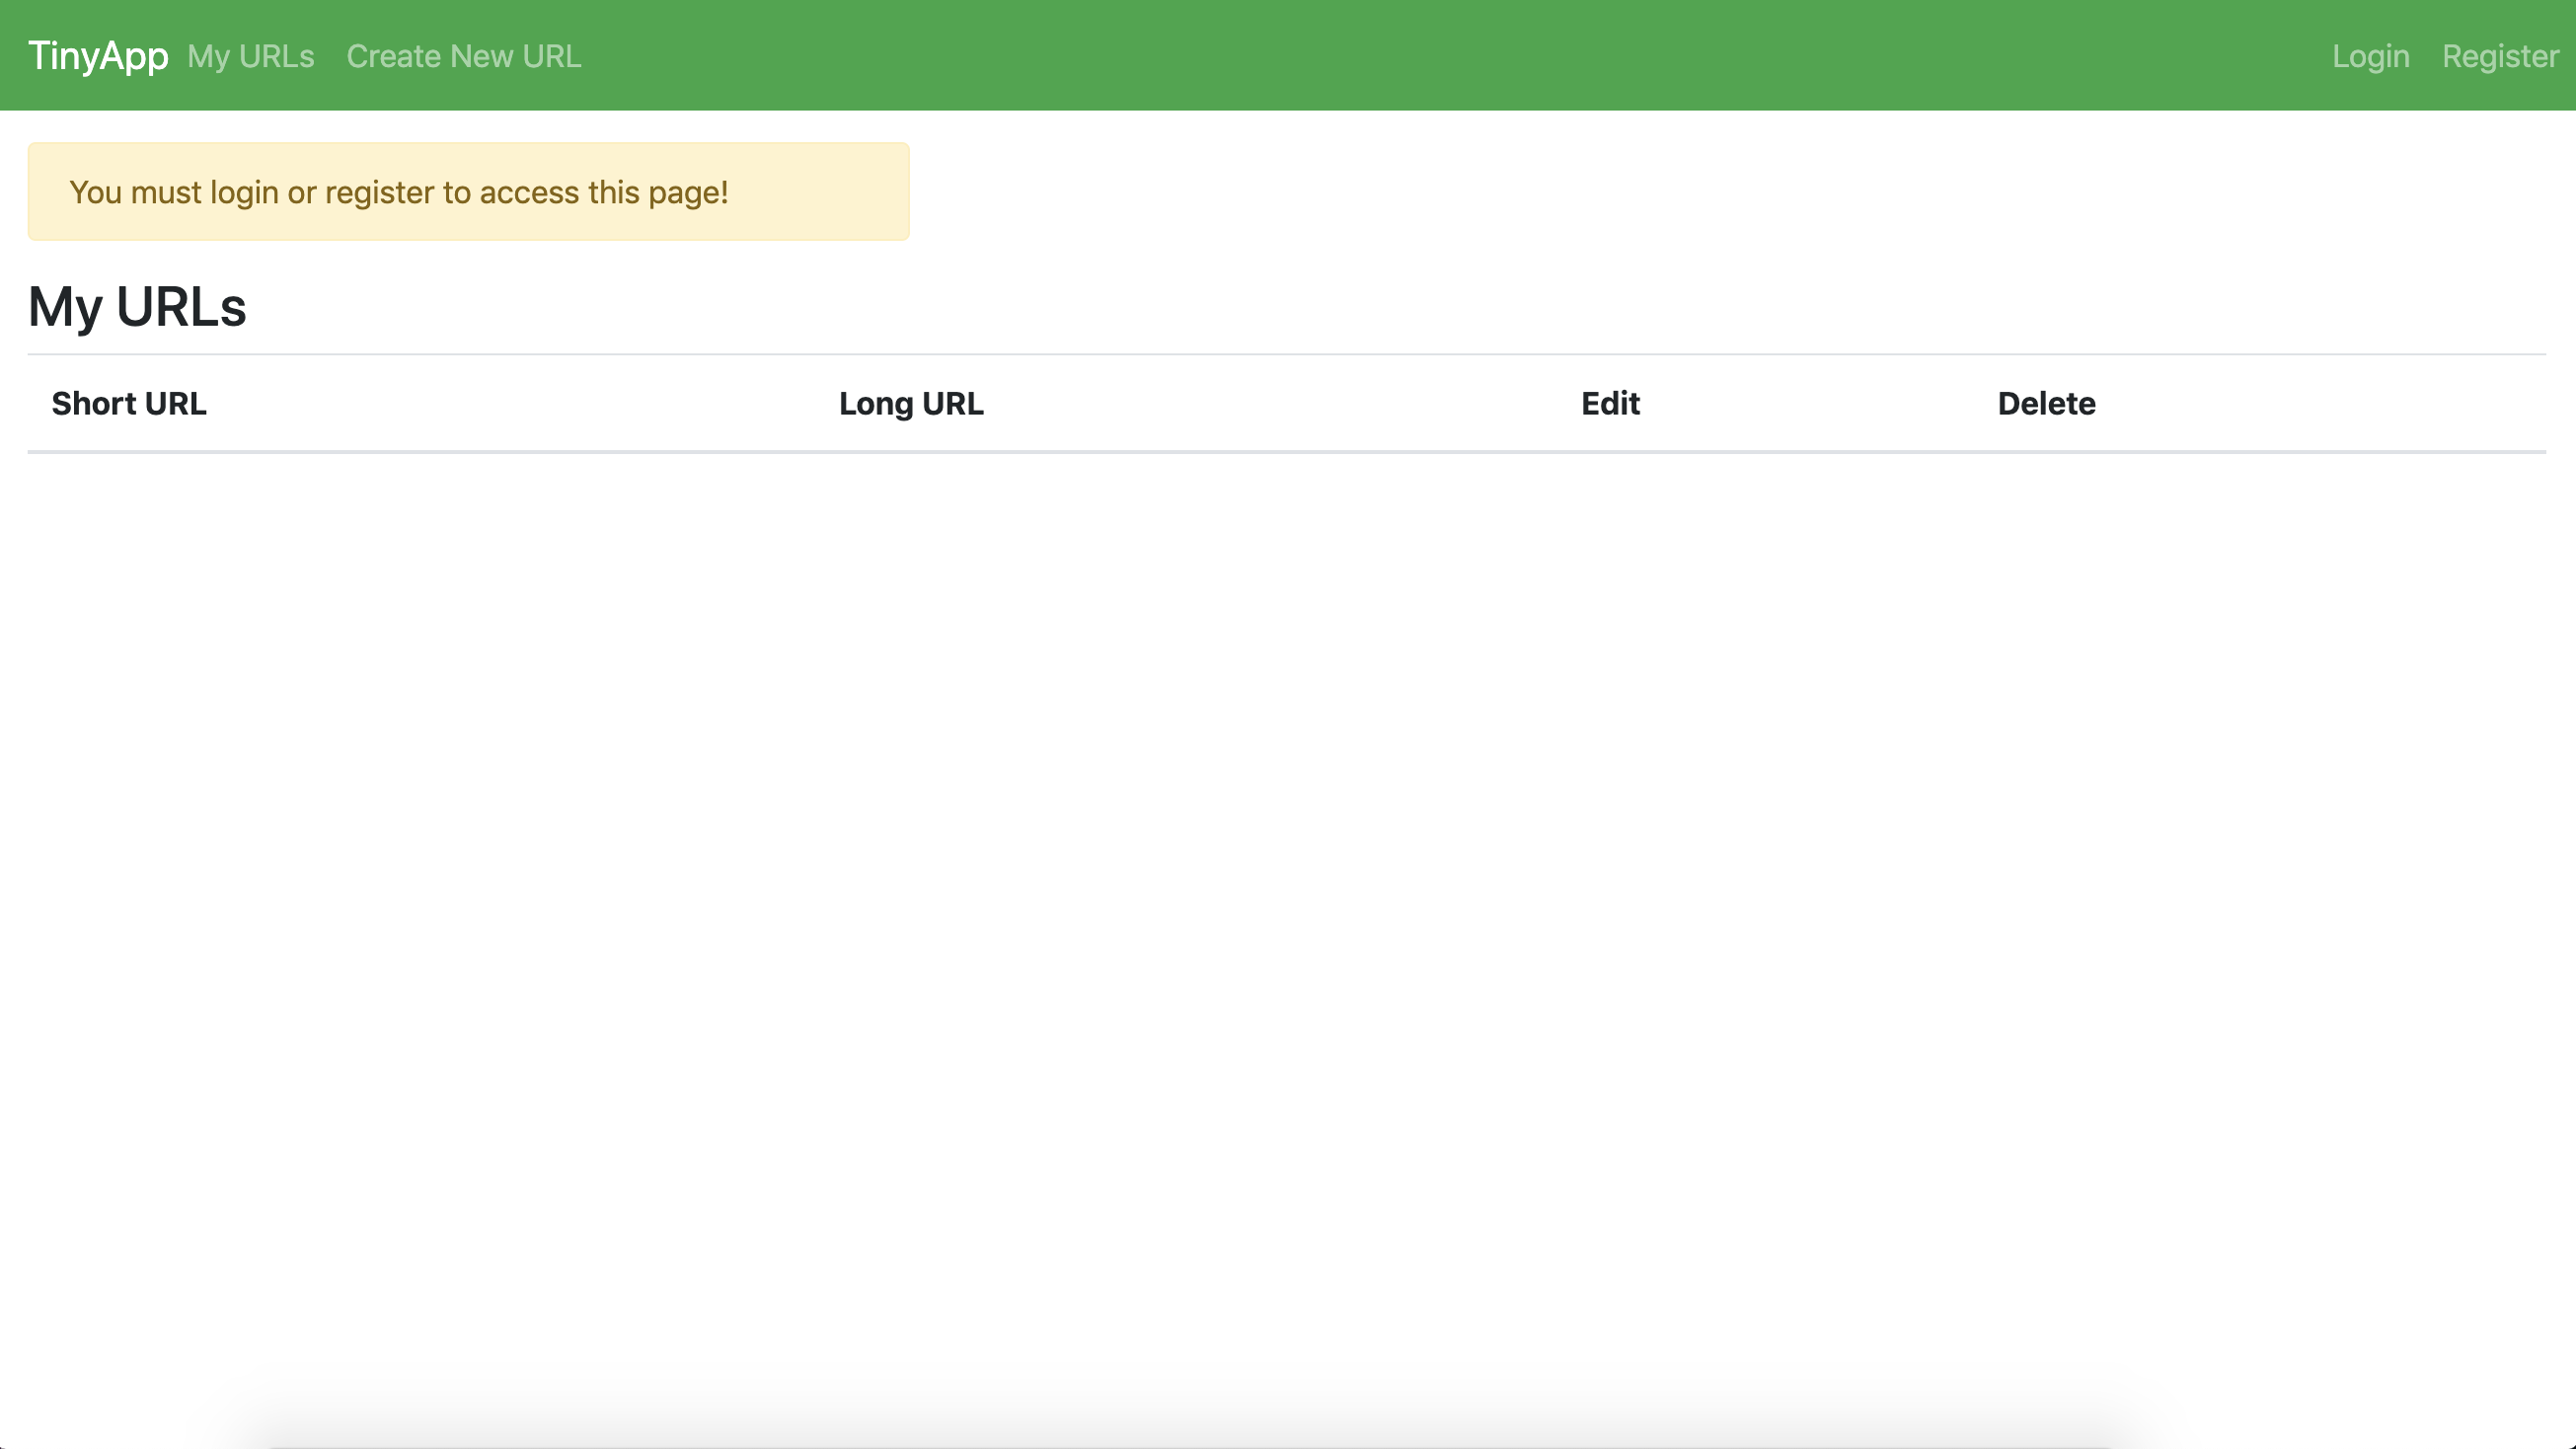 TinyApp My URLs Create New URL Login Register
You must login or register to access this page!
My URLs
Short URL Long URL Edit Delete